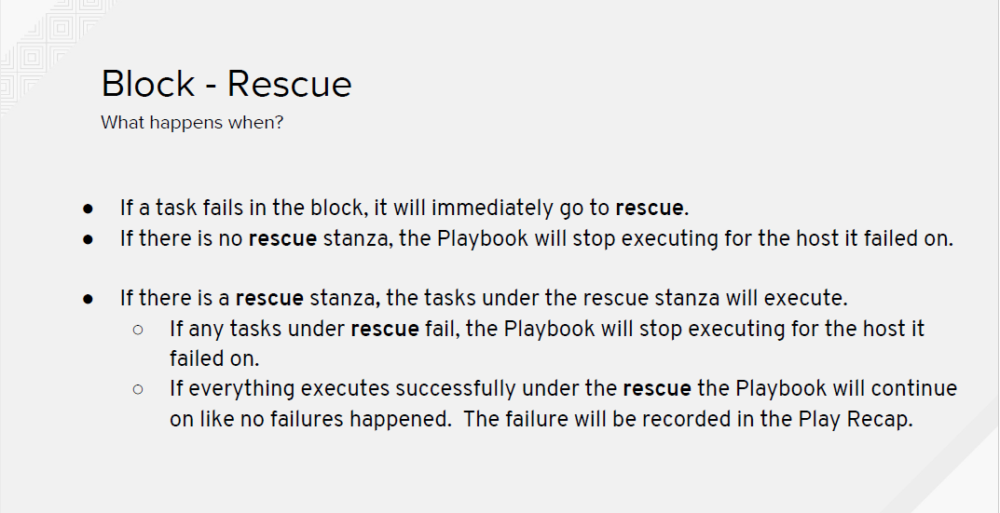 Block - Rescue
What happens when?
● If a task fails in the block, it will immediately go to rescue.
● If there is no rescue stanza, the Playbook will stop executing for the host it failed on.
● If there is a rescue stanza, the tasks under the rescue stanza will execute.
○ If any tasks under rescue fail, the Playbook will stop executing for the host it
failed on.
○ If everything executes successfully under the rescue the Playbook will continue
on like no failures happened. The failure will be recorded in the Play Recap.